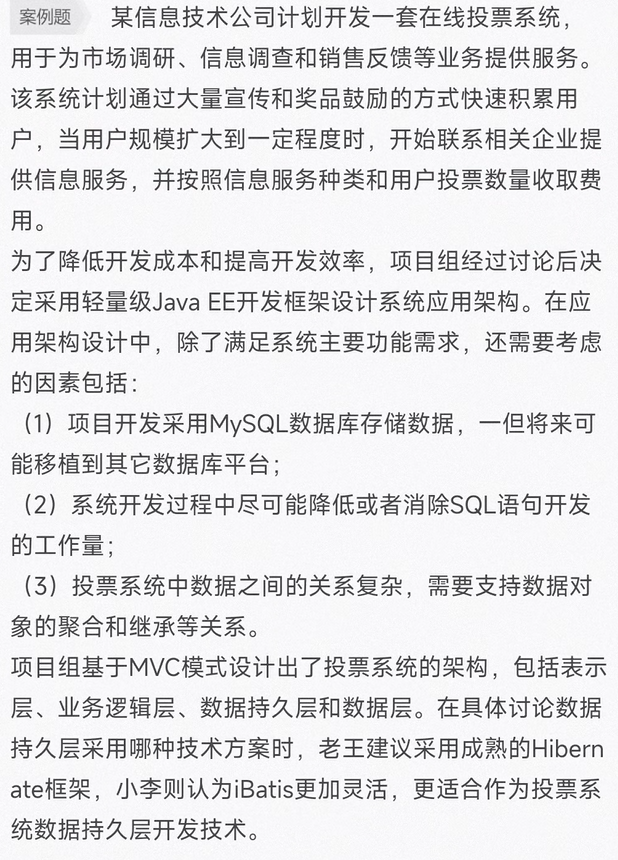 案例题 某信息技术公司计划开发一套在线投票系统，
用于为市场调研、信息调查和销售反馈等业务提供服务。
该系统计划通过大量宣传和奖品鼓励的方式快速积累用
户，当用户规模扩大到一定程度时，开始联系相关企业提
供信息服务，并按照信息服务种类和用户投票数量收取费
用。
为了降低开发成本和提高开发效率，项目组经过讨论后决
定采用轻量级Java EE开发框架设计系统应用架构。在应
用架构设计中，除了满足系统主要功能需求，还需要考虑
的因素包括：
（1）项目开发采用MySQL数据库存储数据，一但将来可
能移植到其它数据库平台；
（2）系统开发过程中尽可能降低或者消除SQL语句开发
的工作量；
（3）投票系统中数据之间的关系复杂，需要支持数据对
象的聚合和继承等关系。
项目组基于MVC模式设计出了投票系统的架构，包括表示
层、业务逻辑层、数据持久层和数据层。在具体讨论数据
持久层采用哪种技术方案时，老王建议采用成熟的Hibern
ate框架，小李则认为iBatis更加灵活，更适合作为投票系
统数据持久层开发技术。